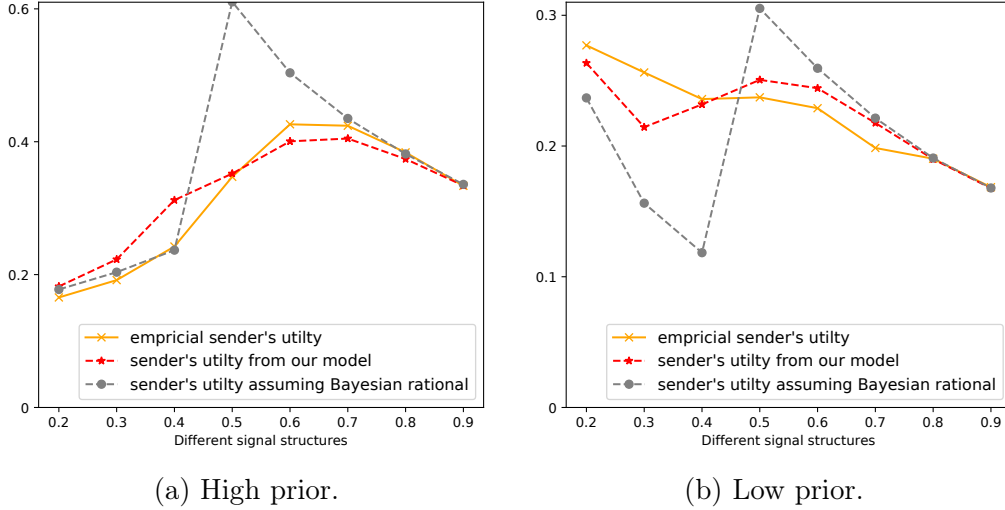 0.6
0.4
0.2
0
empricial sender's utilty
sender's utilty from our model
sender's utilty assuming Bayesian rational
0.2 0.3 0.4 0.5 0.6 0.7 0.8 0.9
Different signal structures
(a) High prior.
0.3
0.2
0.1
0
empricial sender's utilty
sender's utilty from our model
sender's utilty assuming Bayesian rational
0.2 0.3 0.4 0.5 0.6 0.7 0.8 0.9
Different signal structures
(b) Low prior.